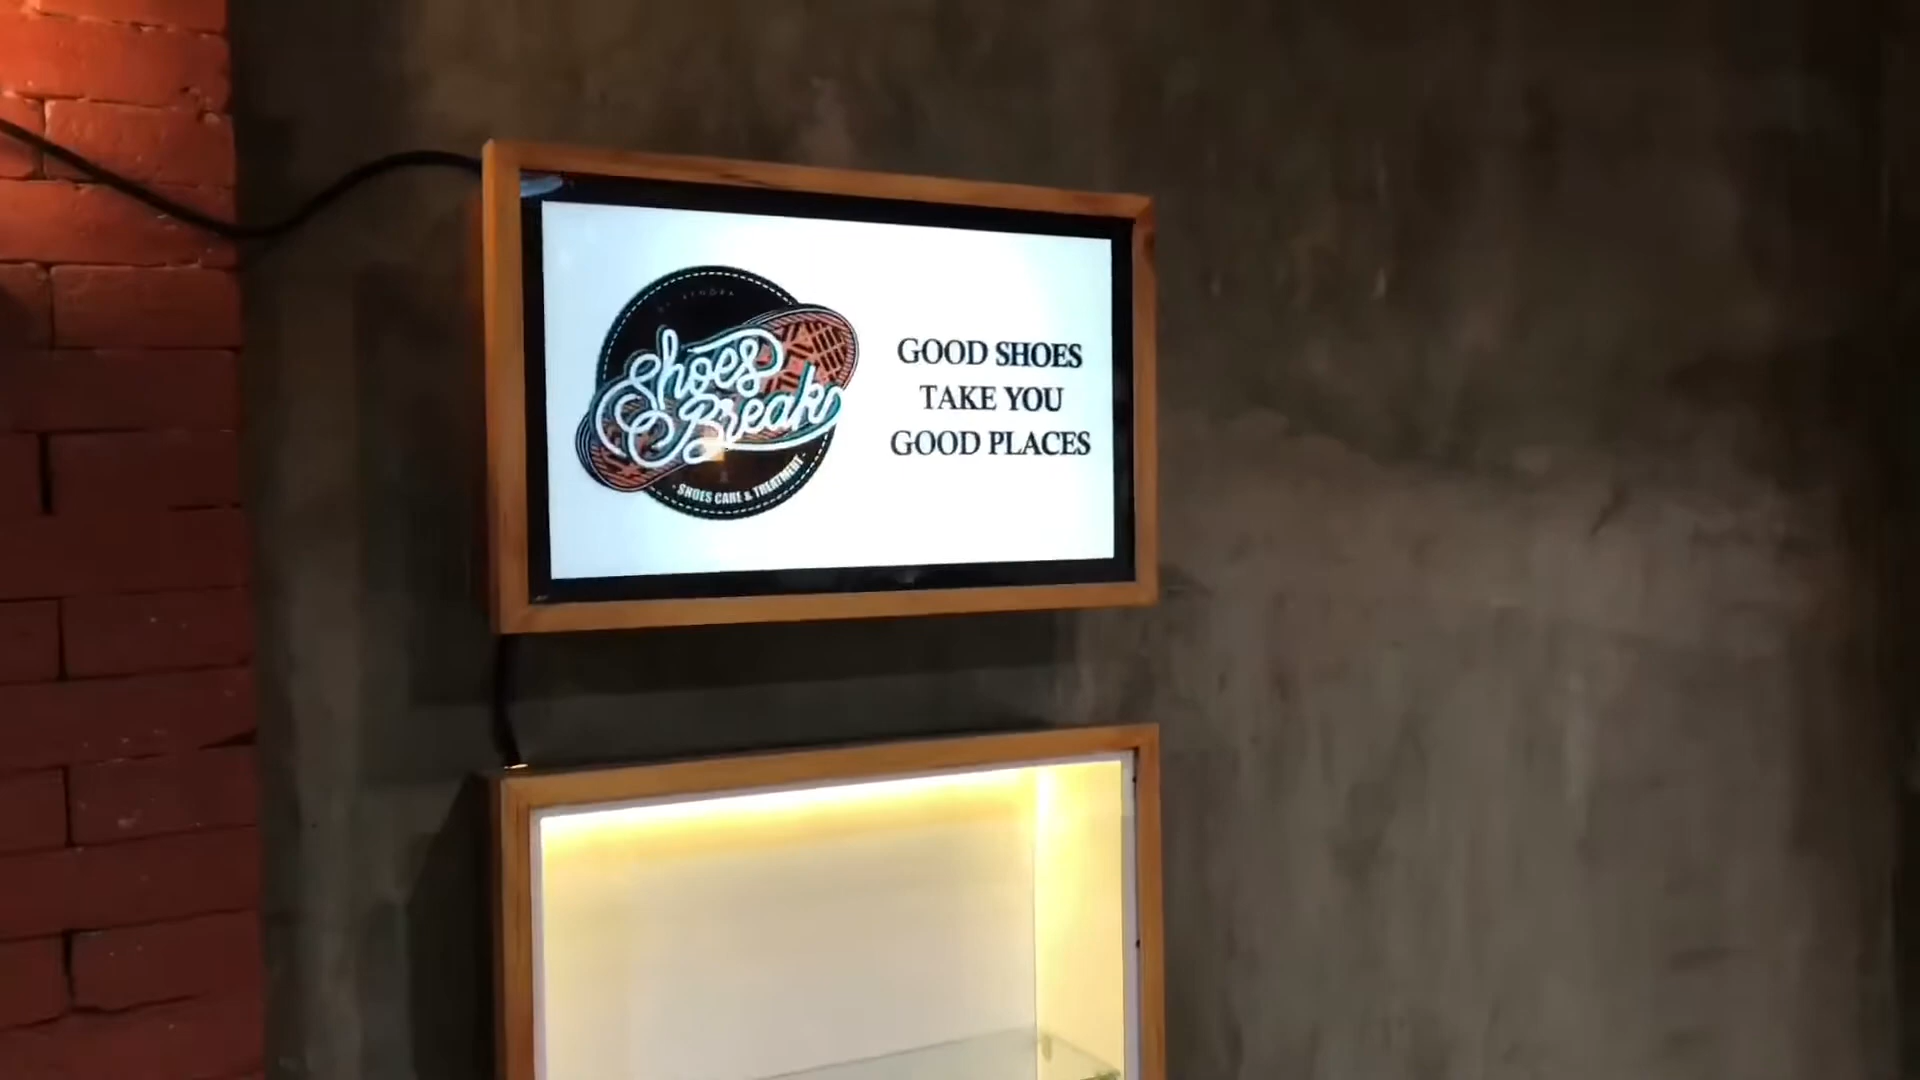 Shoes
Break
SHOES CARE & TREATMENT
GOOD SHOES
TAKE YOU
GOOD PLACES